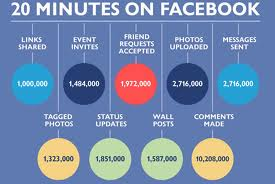 20 MINUTES ON FACEBOOK
LINKS
SHARED
EVENT
INVITES
FRIEND
REQUESTS
ACCEPTED
PHOTOS
UPLOADED
MESSAGES
SENT
1,000,000
1,484,000
1,972,000
2,716,000
2,716,000
TAGGED
PHOTOS
STATUS
UPDATES
WALL
POSTS
COMMENTS
MADE
1,323,000
1,851,000
1,587,000
10,208,000